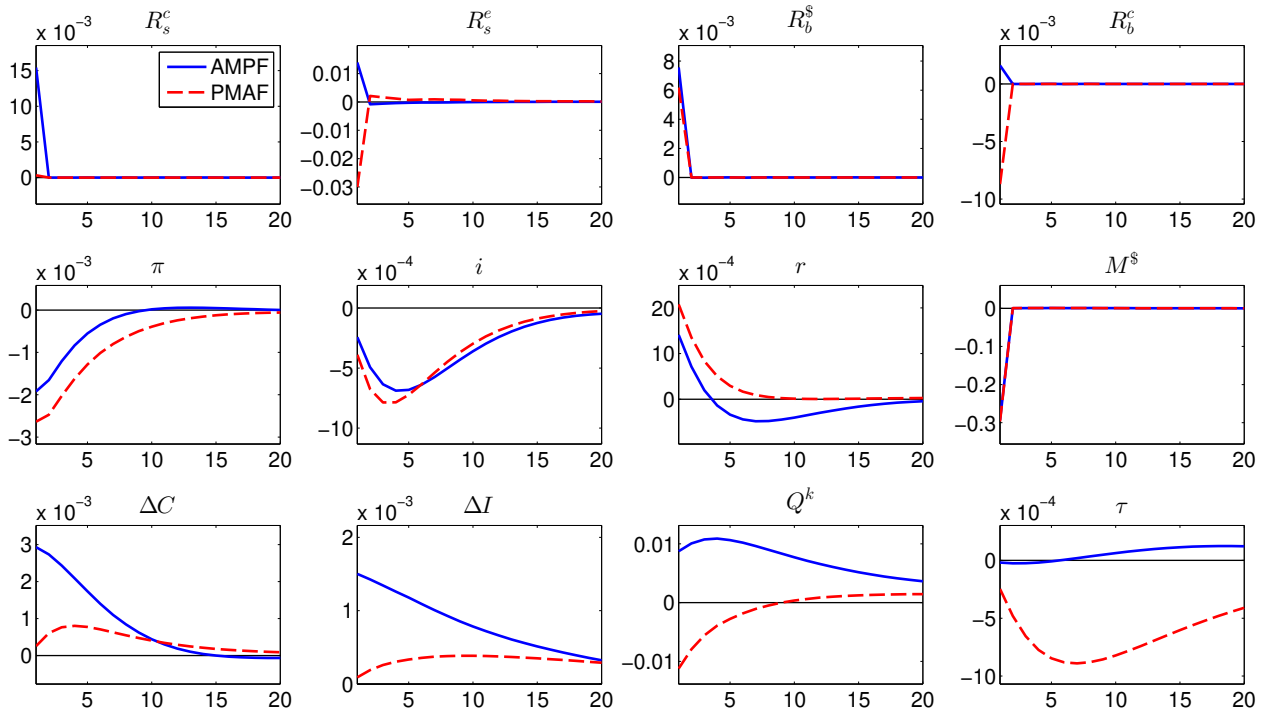 R_s^c
x 10^−3
15
10
5
0
5 10 15 20
AMPF
PMAF
R_s^e
0.01
0
−0.01
−0.02
−0.03
5 10 15 20
R_b^$
x 10^−3
8
6
4
2
0
5 10 15 20
R_b^c
x 10^−3
0
−5
−10
5 10 15 20
π
x 10^−3
0
−1
−2
−3
5 10 15 20
i
x 10^−4
0
−5
−10
5 10 15 20
r
x 10^−4
20
10
0
5 10 15 20
M^$
0
−0.1
−0.2
−0.3
5 10 15 20
ΔC
x 10^−3
3
2
1
0
5 10 15 20
ΔI
x 10^−3
2
1
0
5 10 15 20
Q^k
0.01
0
−0.01
5 10 15 20
τ
x 10^−4
0
−5
−10
5 10 15 20